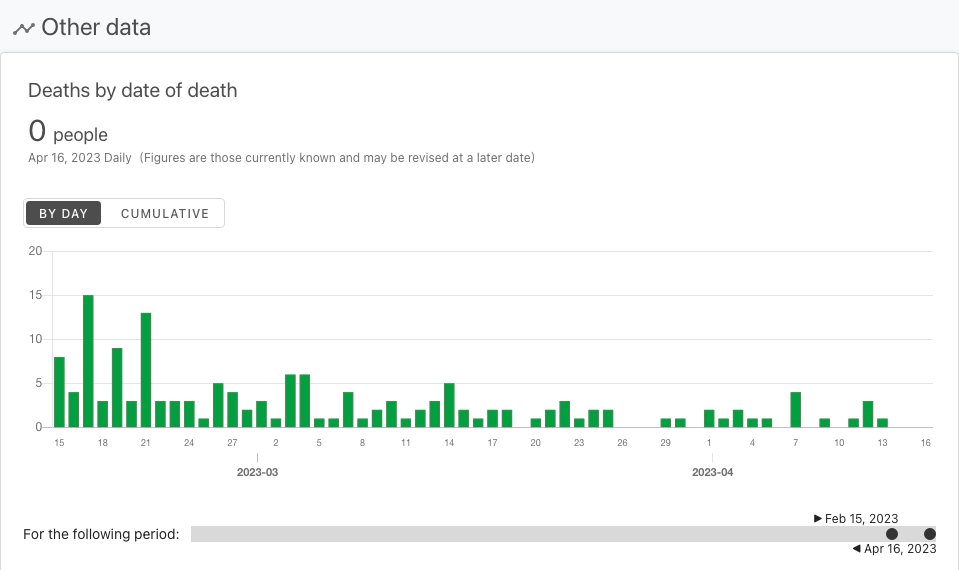 Other data
Deaths by date of death
0 people
Apr 16, 2023 Daily (Figures are those currently known and may be revised at a later date)
BY DAY CUMULATIVE
20
15
10
5
0
15 18 21 24 27 2 5 8 11 14 17 20 23 26 29 1 4 7 10 13 16
2023-03 2023-04
▶ Feb 15, 2023
For the following period:
◀ Apr 16, 2023